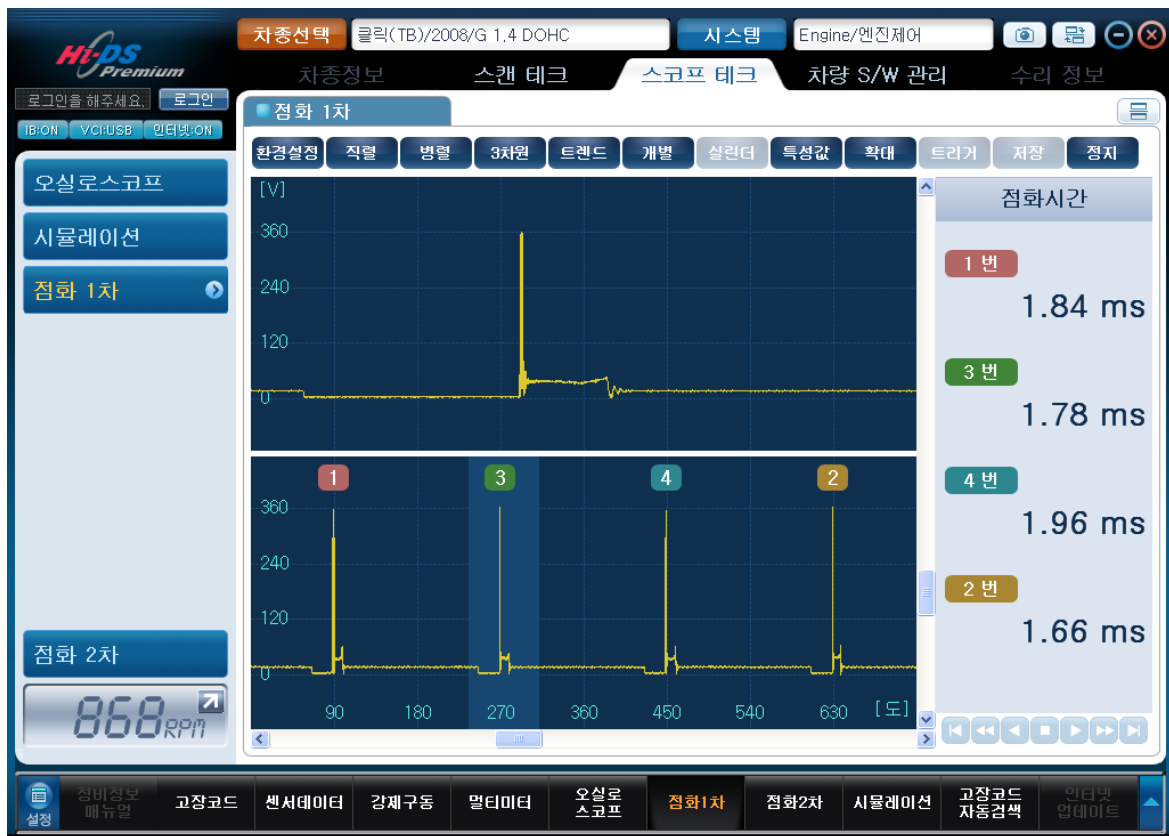 Hi-DS
Premium
차종선택 클릭(TB)/2008/G 1,4 DOHC 시스템 Engine/엔진제어
차종정보 스캔 테크 스코프 테크 차량 S/W 관리 수리 정보
로그인을 해주세요. 로그인
IB:ON VCI:USB 인터넷:ON
점화 1차
환경설정 직렬 병렬 3차원 트렌드 개별 실린더 특성값 확대 트리거 저장 정지
오실로스코프
시뮬레이션
점화 1차
점화 2차
868 RPM
[V]
360
240
120
0
1 3 4 2
360
240
120
0
90 180 270 360 450 540 630 [도]
점화시간
1 번
1.84 ms
3 번
1.78 ms
4 번
1.96 ms
2 번
1.66 ms
설정
정비정보
매뉴얼
고장코드
센서데이터
강제구동
멀티미터
오실로
스코프
점화1차
점화2차
시뮬레이션
고장코드
자동검색
인터넷
업데이트